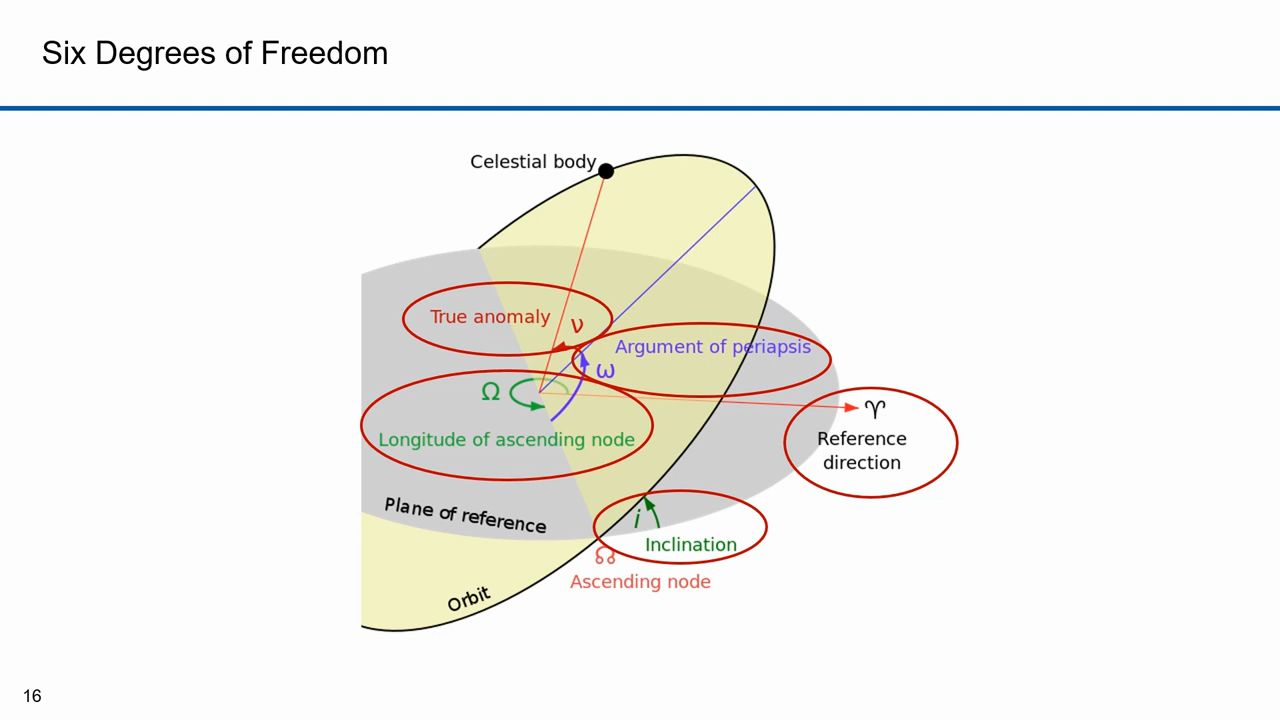 Six Degrees of Freedom
Celestial body
True anomaly
ν
Argument of periapsis
ω
Ω
♈
Longitude of ascending node
Reference
direction
Plane of reference
i
Inclination
☊
Ascending node
Orbit
16